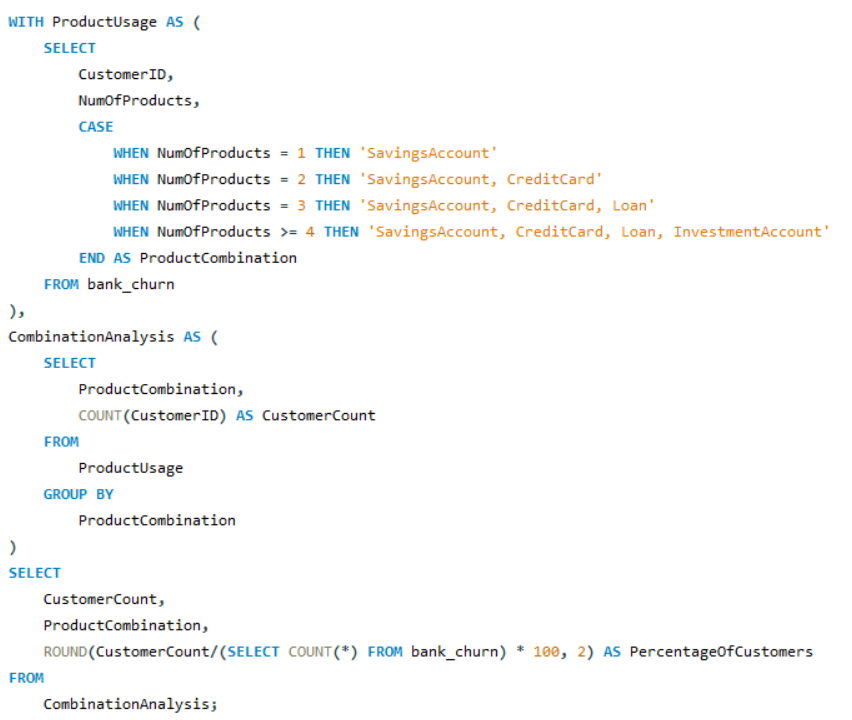 WITH ProductUsage AS (
    SELECT
        CustomerID,
        NumOfProducts,
        CASE
            WHEN NumOfProducts = 1 THEN 'SavingsAccount'
            WHEN NumOfProducts = 2 THEN 'SavingsAccount, CreditCard'
            WHEN NumOfProducts = 3 THEN 'SavingsAccount, CreditCard, Loan'
            WHEN NumOfProducts >= 4 THEN 'SavingsAccount, CreditCard, Loan, InvestmentAccount'
        END AS ProductCombination
    FROM bank_churn
),
CombinationAnalysis AS (
    SELECT
        ProductCombination,
        COUNT(CustomerID) AS CustomerCount
    FROM
        ProductUsage
    GROUP BY
        ProductCombination
)
SELECT
    CustomerCount,
    ProductCombination,
    ROUND(CustomerCount/(SELECT COUNT(*) FROM bank_churn) * 100, 2) AS PercentageOfCustomers
FROM
    CombinationAnalysis;